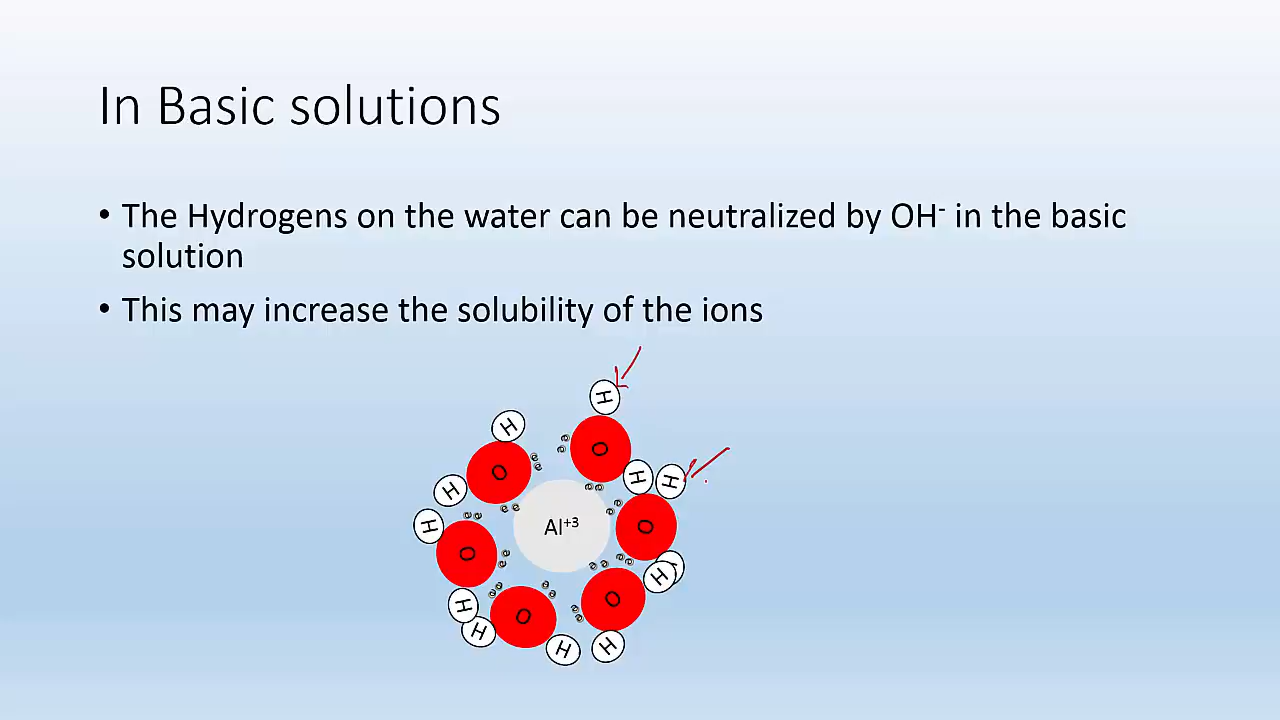 In Basic solutions
• The Hydrogens on the water can be neutralized by OH⁻ in the basic
solution
• This may increase the solubility of the ions
H
H
O
H
O
H
H
H
Al⁺³
O
H
O
H
H
O
H
O
H
H